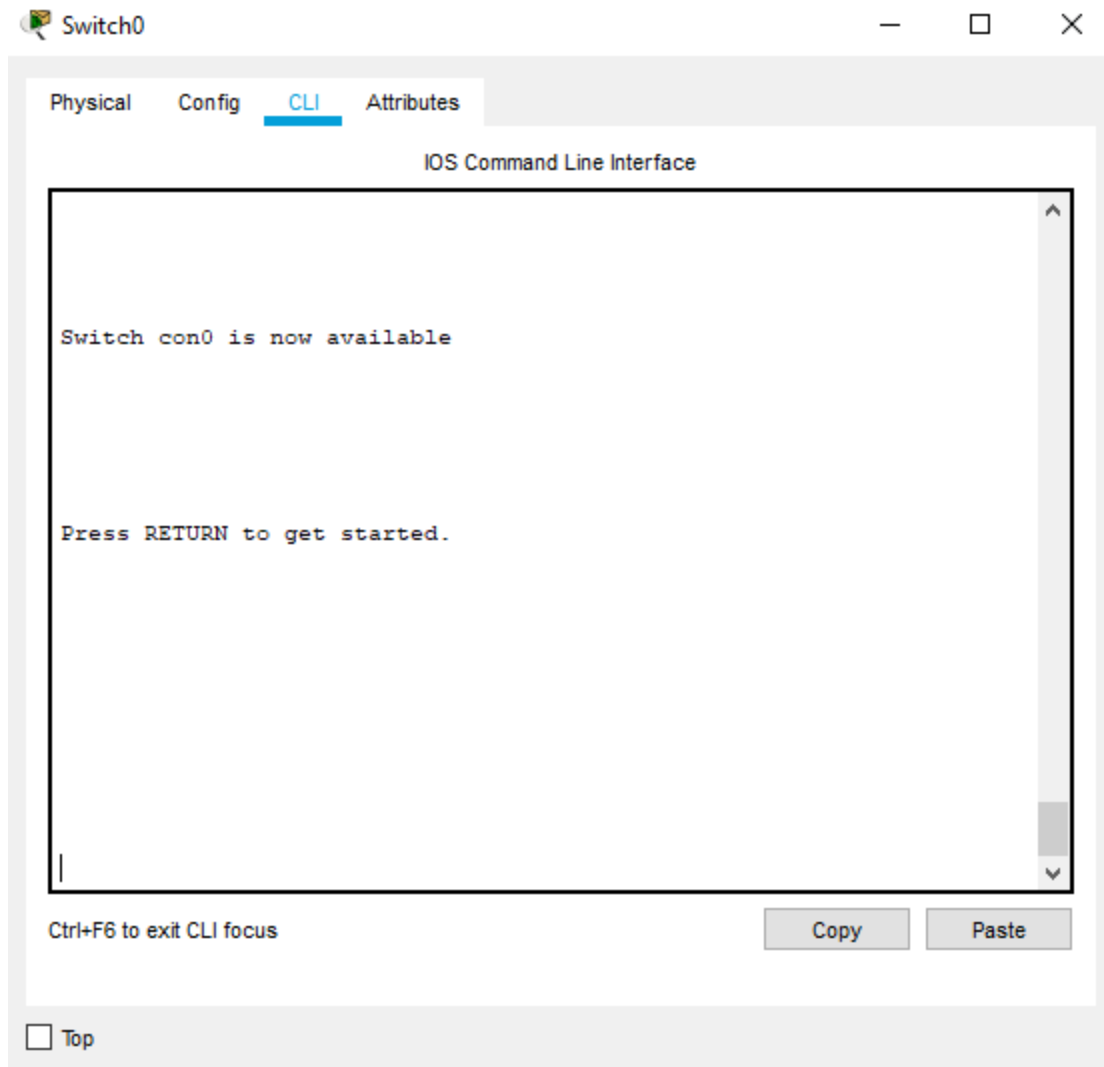 Switch0
Physical Config CLI Attributes
IOS Command Line Interface
Switch con0 is now available
Press RETURN to get started.
Ctrl+F6 to exit CLI focus Copy Paste
Top